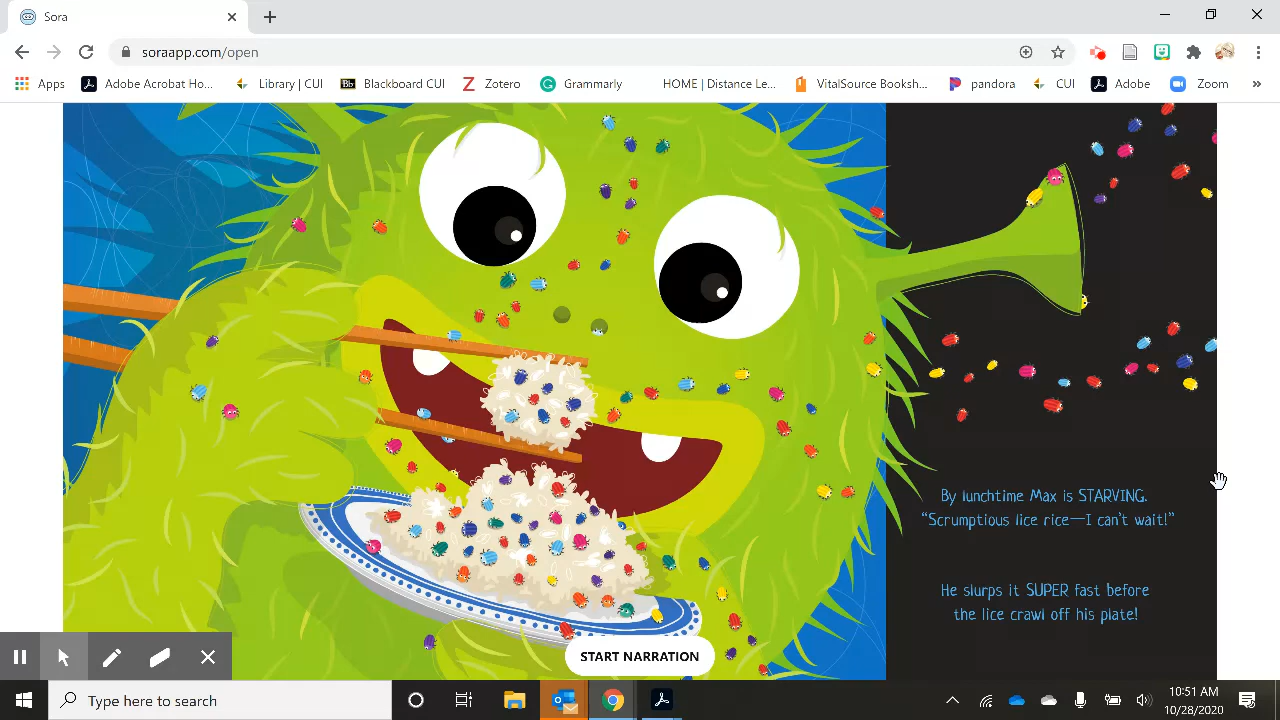 Sora
soraapp.com/open
Apps
Adobe Acrobat Ho...
Library | CUI
Bb
Blackboard CUI
Zotero
Grammarly
HOME | Distance Le...
VitalSource Booksh...
pandora
CUI
Adobe
Zoom
By lunchtime Max is STARVING.
“Scrumptious lice rice—I can’t wait!”
He slurps it SUPER fast before
the lice crawl off his plate!
START NARRATION
Type here to search
10:51 AM
10/28/2020